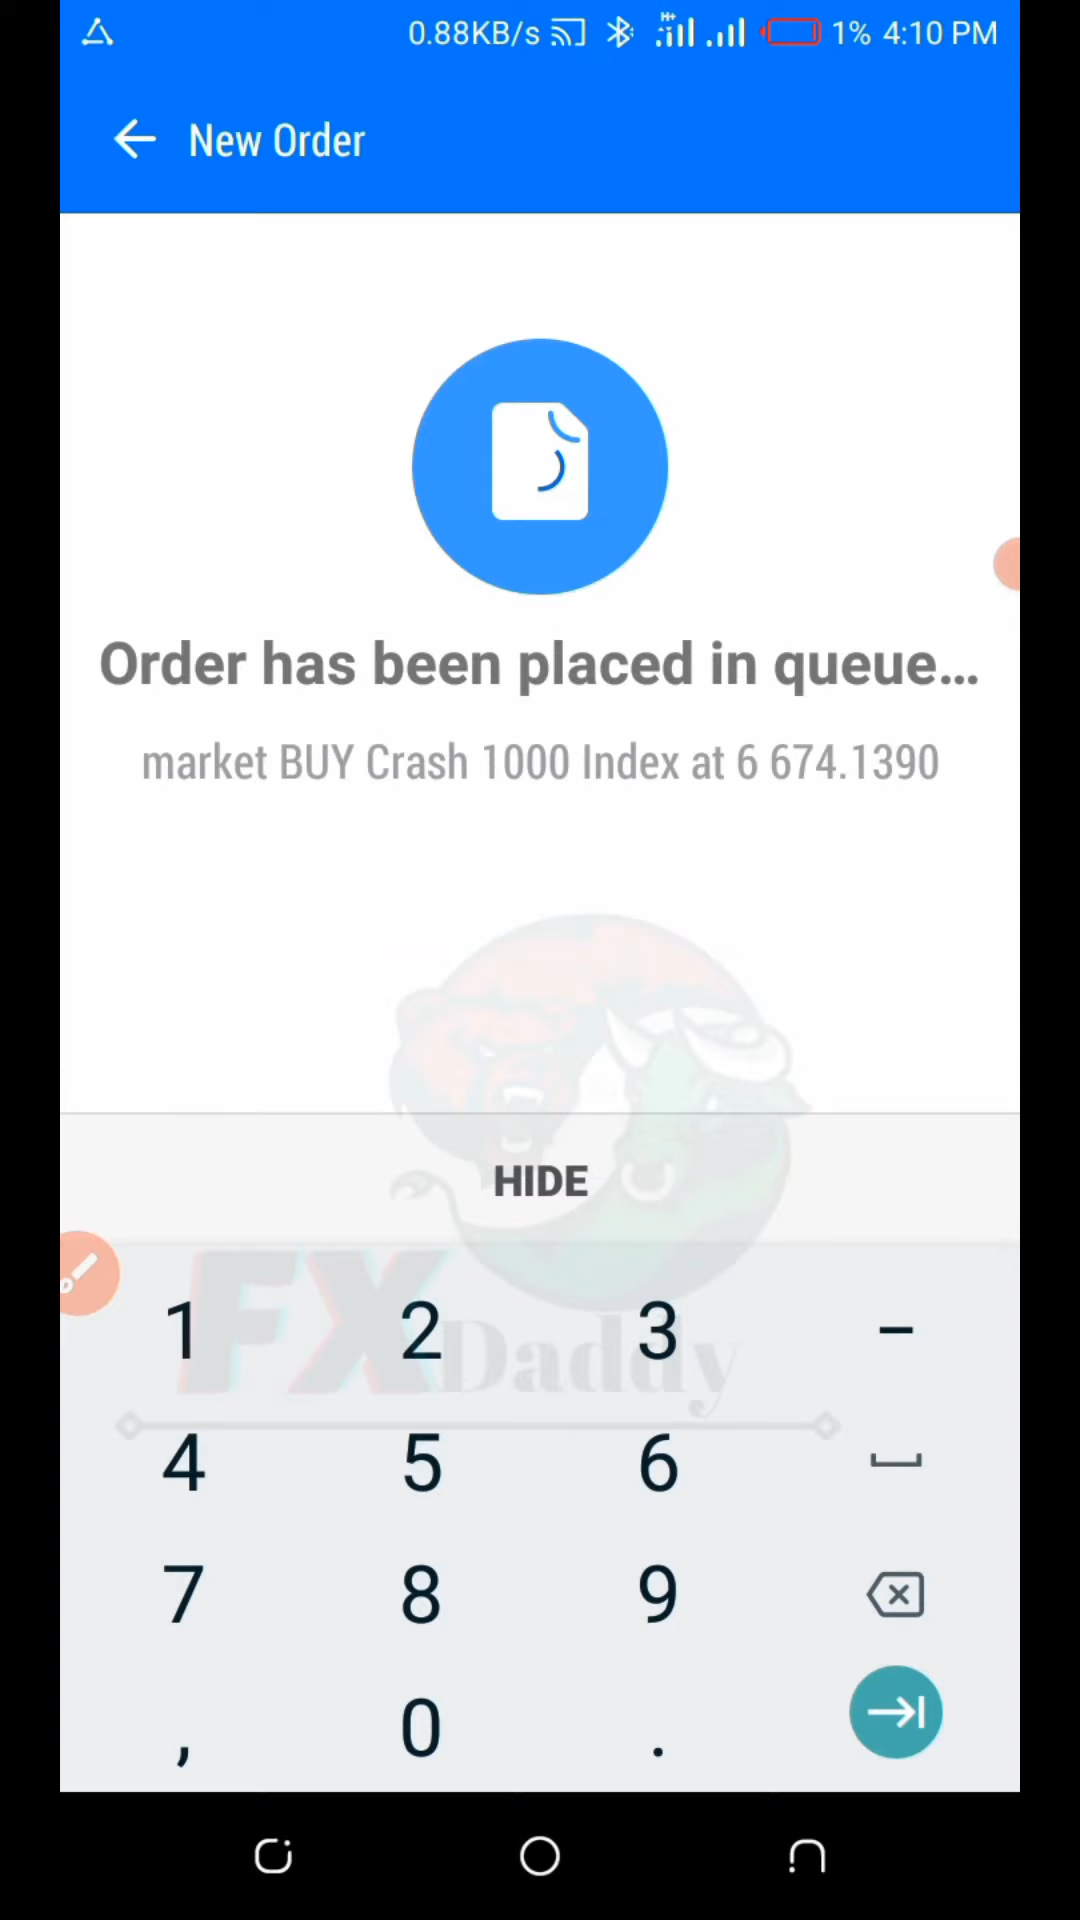 0.88KB/s H+ 1% 4:10 PM
New Order
Order has been placed in queue...
market BUY Crash 1000 Index at 6 674.1390
HIDE
FX Daddy
1 2 3 –
4 5 6
7 8 9
, 0 .